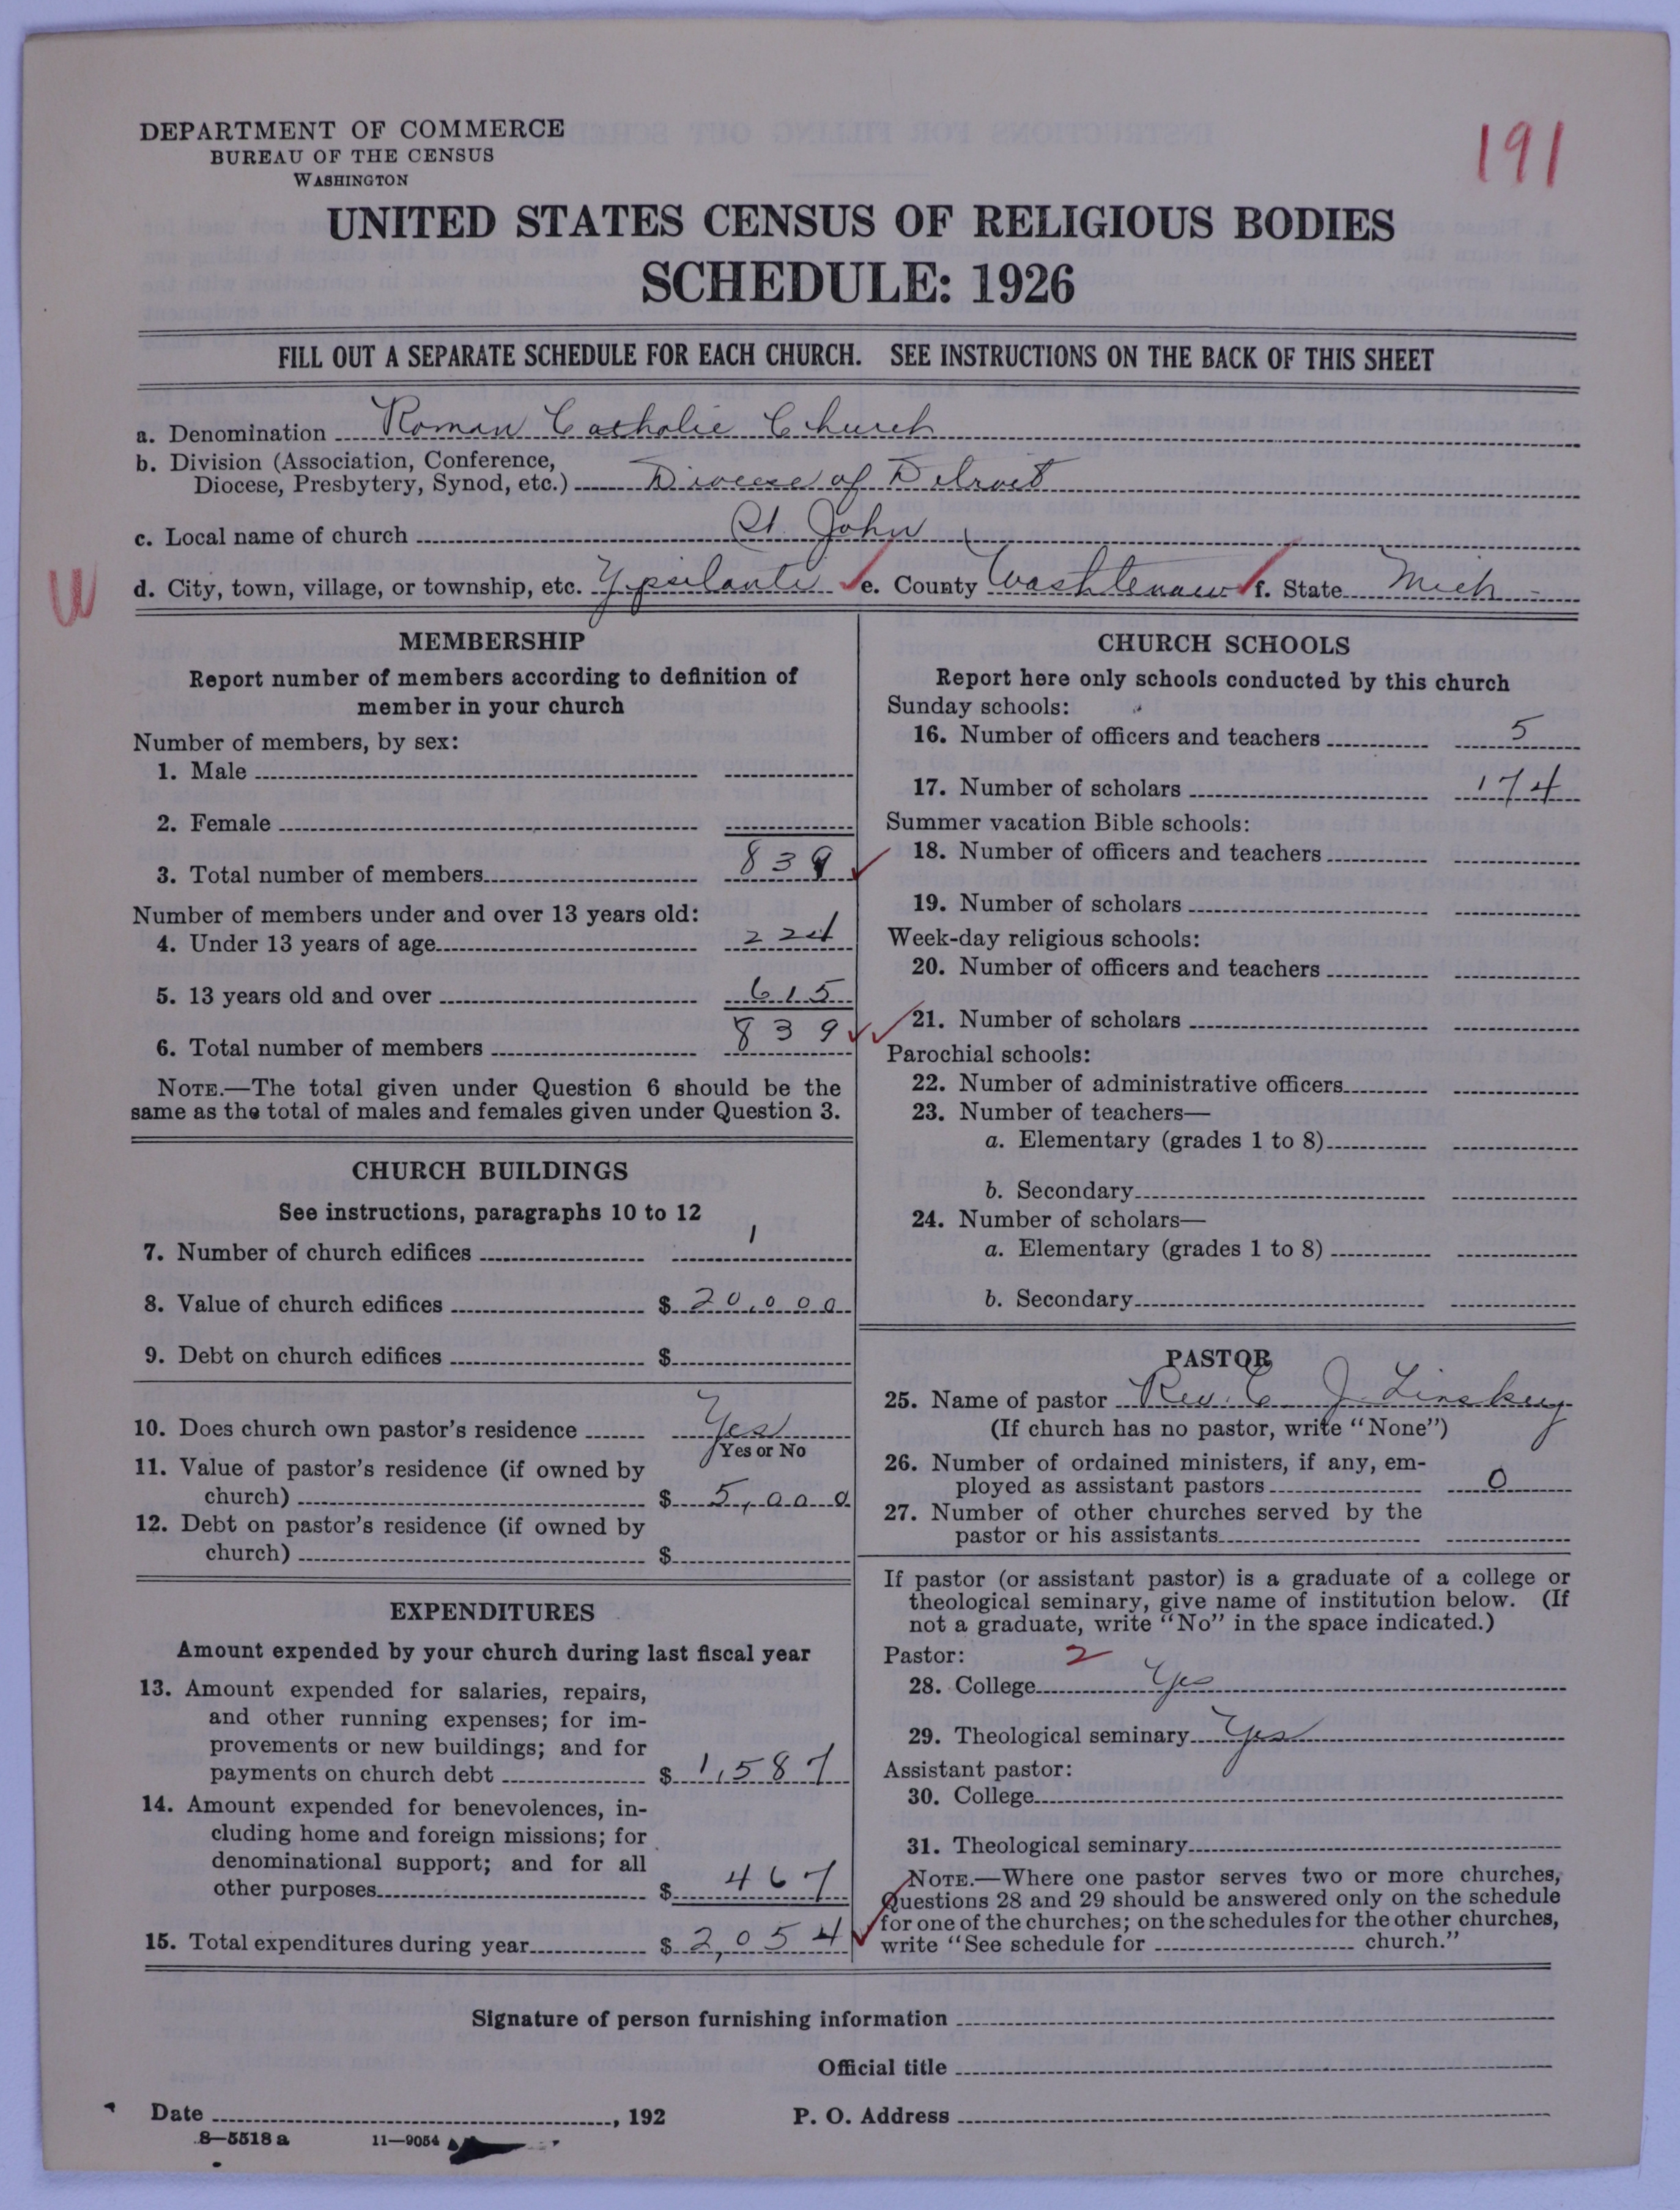 191
DEPARTMENT OF COMMERCE
BUREAU OF THE CENSUS
WASHINGTON
UNITED STATES CENSUS OF RELIGIOUS BODIES
SCHEDULE: 1926
FILL OUT A SEPARATE SCHEDULE FOR EACH CHURCH. SEE INSTRUCTIONS ON THE BACK OF THIS SHEET
a. Denomination Roman Catholic Church
b. Division (Association, Conference,
Diocese, Presbytery, Synod, etc.) Diocese of Detroit
c. Local name of church St. John
W
d. City, town, village, or township, etc. Ypsilanti e. County Washtenaw f. State Mich
MEMBERSHIP
Report number of members according to definition of
member in your church
Number of members, by sex:
1. Male
2. Female
3. Total number of members 839
Number of members under and over 13 years old:
4. Under 13 years of age 224
5. 13 years old and over 615
6. Total number of members 839
NOTE.—The total given under Question 6 should be the
same as the total of males and females given under Question 3.
CHURCH BUILDINGS
See instructions, paragraphs 10 to 12
7. Number of church edifices 1
8. Value of church edifices $ 20,000
9. Debt on church edifices $
10. Does church own pastor's residence Yes
Yes or No
11. Value of pastor's residence (if owned by
church) $ 5,000
12. Debt on pastor's residence (if owned by
church) $
EXPENDITURES
Amount expended by your church during last fiscal year
13. Amount expended for salaries, repairs,
and other running expenses; for im-
provements or new buildings; and for
payments on church debt $ 1,587
14. Amount expended for benevolences, in-
cluding home and foreign missions; for
denominational support; and for all
other purposes $ 467
15. Total expenditures during year $ 2,054
CHURCH SCHOOLS
Report here only schools conducted by this church
Sunday schools:
16. Number of officers and teachers 5
17. Number of scholars 174
Summer vacation Bible schools:
18. Number of officers and teachers
19. Number of scholars
Week-day religious schools:
20. Number of officers and teachers
21. Number of scholars
Parochial schools:
22. Number of administrative officers
23. Number of teachers—
a. Elementary (grades 1 to 8)
b. Secondary
24. Number of scholars—
a. Elementary (grades 1 to 8)
b. Secondary
PASTOR
25. Name of pastor Rev. C. J. Linskey
(If church has no pastor, write "None")
26. Number of ordained ministers, if any, em-
ployed as assistant pastors 0
27. Number of other churches served by the
pastor or his assistants
If pastor (or assistant pastor) is a graduate of a college or
theological seminary, give name of institution below. (If
not a graduate, write "No" in the space indicated.)
Pastor: 2
28. College Yes
29. Theological seminary Yes
Assistant pastor:
30. College
31. Theological seminary
NOTE.—Where one pastor serves two or more churches,
Questions 28 and 29 should be answered only on the schedule
for one of the churches; on the schedules for the other churches,
write "See schedule for church."
Signature of person furnishing information
Official title
Date , 192 P. O. Address
8—5518 a 11—9054